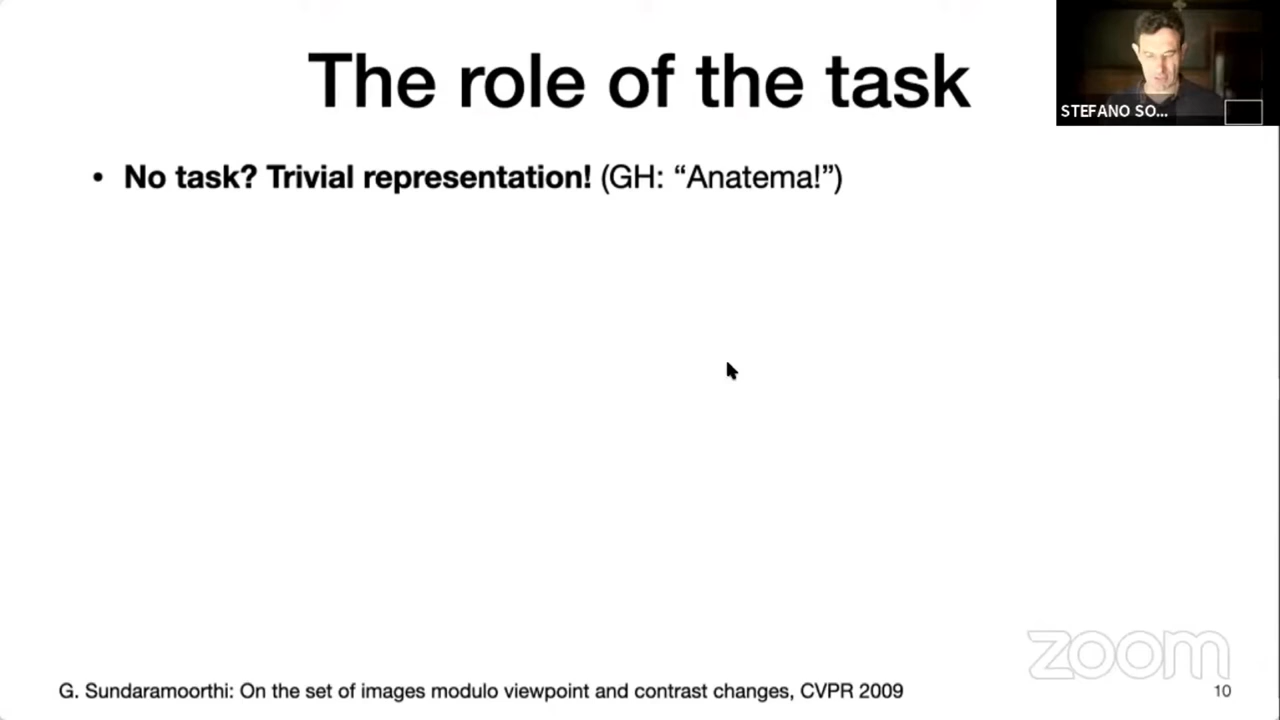 The role of the task
STEFANO SO...
• No task? Trivial representation! (GH: “Anatema!”)
zoom
G. Sundaramoorthi: On the set of images modulo viewpoint and contrast changes, CVPR 2009
10